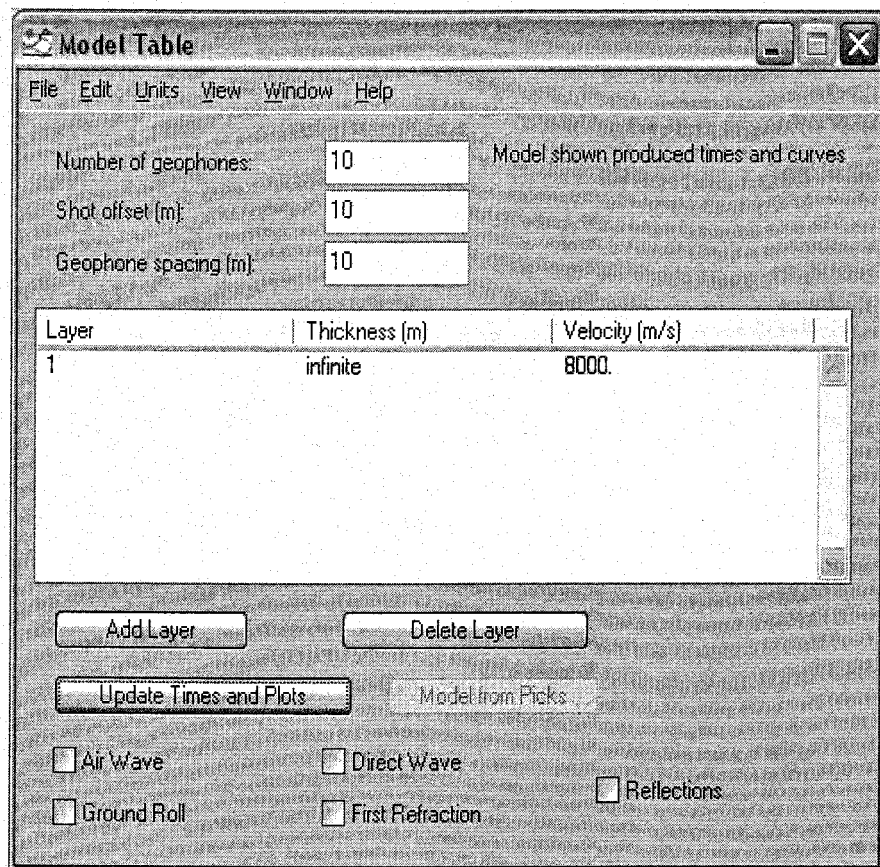 Model Table
File Edit Units View Window Help
Number of geophones: 10 Model shown produced times and curves
Shot offset (m): 10
Geophone spacing (m): 10
Layer Thickness (m) Velocity (m/s)
1 infinite 8000.
Add Layer Delete Layer
Update Times and Plots Model from Picks
Air Wave Direct Wave
Reflections
Ground Roll First Refraction